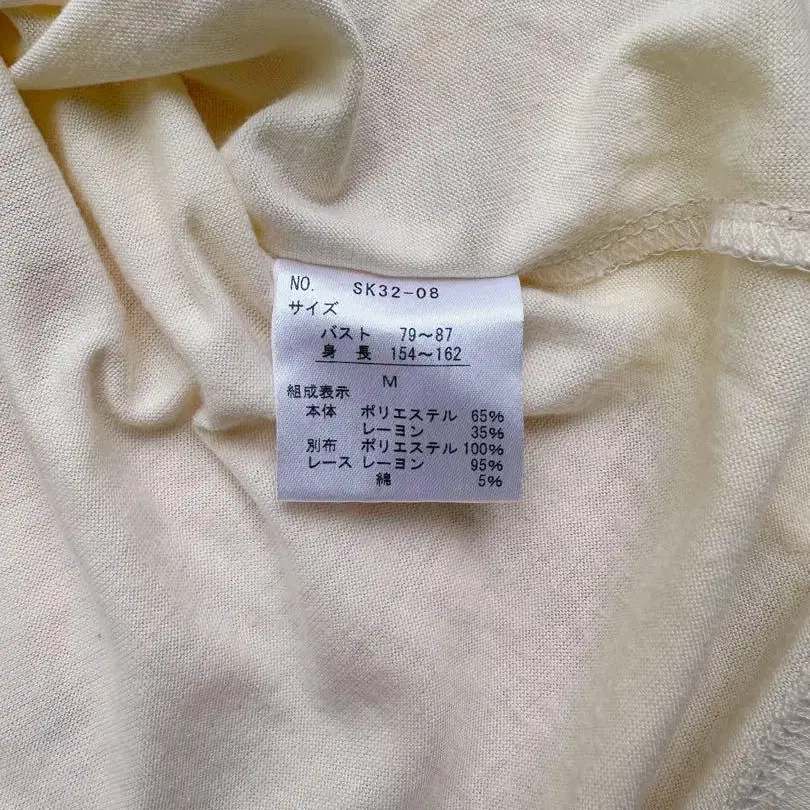 NO. SK32-08
サイズ
バスト 79～87
身長 154～162
M
組成表示
本体 ポリエステル 65%
レーヨン 35%
別布 ポリエステル 100%
レース レーヨン 95%
綿 5%